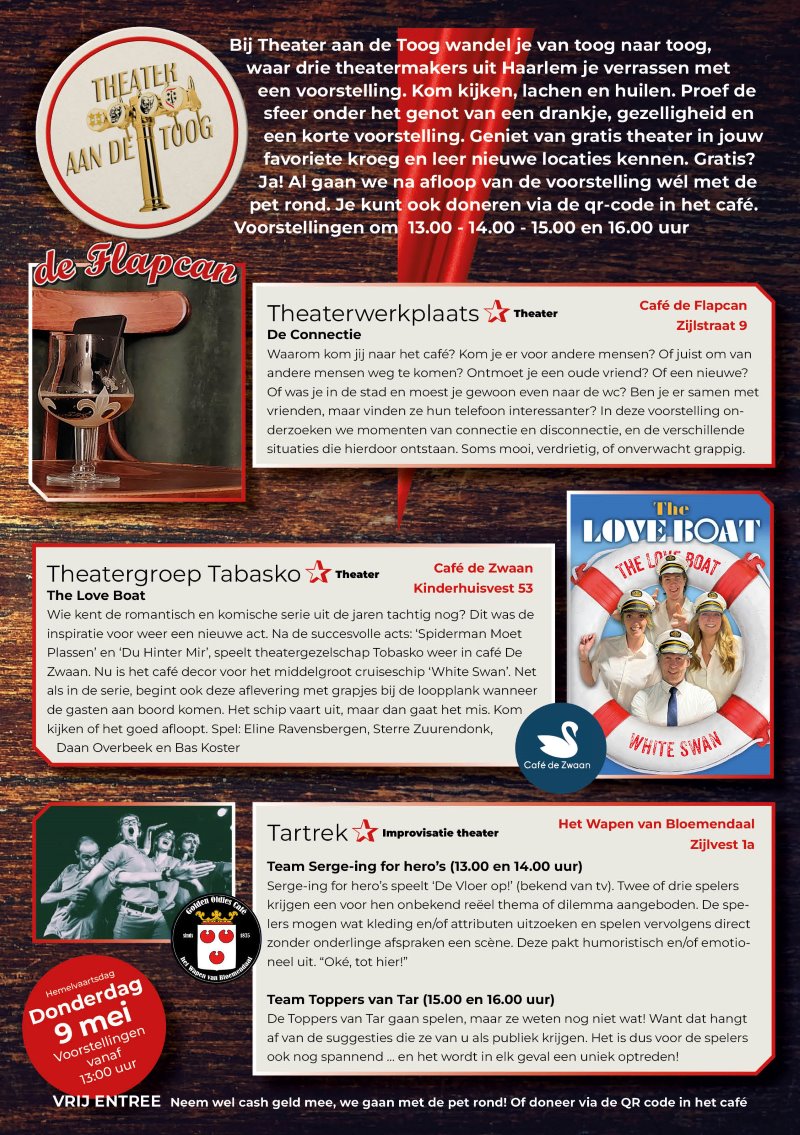 THEATER
AAN DE TOOG
Bij Theater aan de Toog wandel je van toog naar toog,
waar drie theatermakers uit Haarlem je verrassen met
een voorstelling. Kom kijken, lachen en huilen. Proef de
sfeer onder het genot van een drankje, gezelligheid en
een korte voorstelling. Geniet van gratis theater in jouw
favoriete kroeg en leer nieuwe locaties kennen. Gratis?
Ja! Al gaan we na afloop van de voorstelling wél met de
pet rond. Je kunt ook doneren via de qr-code in het café.
Voorstellingen om 13.00 - 14.00 - 15.00 en 16.00 uur
de Flapcan
Theaterwerkplaats Theater
Café de Flapcan
Zijlstraat 9
De Connectie
Waarom kom jij naar het café? Kom je er voor andere mensen? Of juist om van
andere mensen weg te komen? Ontmoet je een oude vriend? Of een nieuwe?
Of was je in de stad en moest je gewoon even naar de wc? Ben je er samen met
vrienden, maar vinden ze hun telefoon interessanter? In deze voorstelling on-
derzoeken we momenten van connectie en disconnectie, en de verschillende
situaties die hierdoor ontstaan. Soms mooi, verdrietig, of onverwacht grappig.
Theatergroep Tabasko Theater
Café de Zwaan
Kinderhuisvest 53
The Love Boat
Wie kent de romantisch en komische serie uit de jaren tachtig nog? Dit was de
inspiratie voor weer een nieuwe act. Na de succesvolle acts: ‘Spiderman Moet
Plassen’ en ‘Du Hinter Mir’, speelt theatergezelschap Tobasko weer in café De
Zwaan. Nu is het café decor voor het middelgroot cruiseschip ‘White Swan’. Net
als in de serie, begint ook deze aflevering met grapjes bij de loopplank wanneer
de gasten aan boord komen. Het schip vaart uit, maar dan gaat het mis. Kom
kijken of het goed afloopt. Spel: Eline Ravensbergen, Sterre Zuurendonk,
Daan Overbeek en Bas Koster
The
LOVE BOAT
THE LOVE BOAT
WHITE SWAN
Café de Zwaan
Tartrek Improvisatie theater
Het Wapen van Bloemendaal
Zijlvest 1a
Team Serge-ing for hero’s (13.00 en 14.00 uur)
Serge-ing for hero’s speelt ‘De Vloer op!’ (bekend van tv). Twee of drie spelers
krijgen een voor hen onbekend reëel thema of dilemma aangeboden. De spe-
lers mogen wat kleding en/of attributen uitzoeken en spelen vervolgens direct
zonder onderlinge afspraken een scène. Deze pakt humoristisch en/of emotio-
neel uit. “Oké, tot hier!”
Team Toppers van Tar (15.00 en 16.00 uur)
De Toppers van Tar gaan spelen, maar ze weten nog niet wat! Want dat hangt
af van de suggesties die ze van u als publiek krijgen. Het is dus voor de spelers
ook nog spannend ... en het wordt in elk geval een uniek optreden!
Golden Oldies Café
sinds 1835
het Wapen van Bloemendaal
Hemelvaartsdag
Donderdag
9 mei
Voorstellingen
vanaf
13:00 uur
VRIJ ENTREE Neem wel cash geld mee, we gaan met de pet rond! Of doneer via de QR code in het café